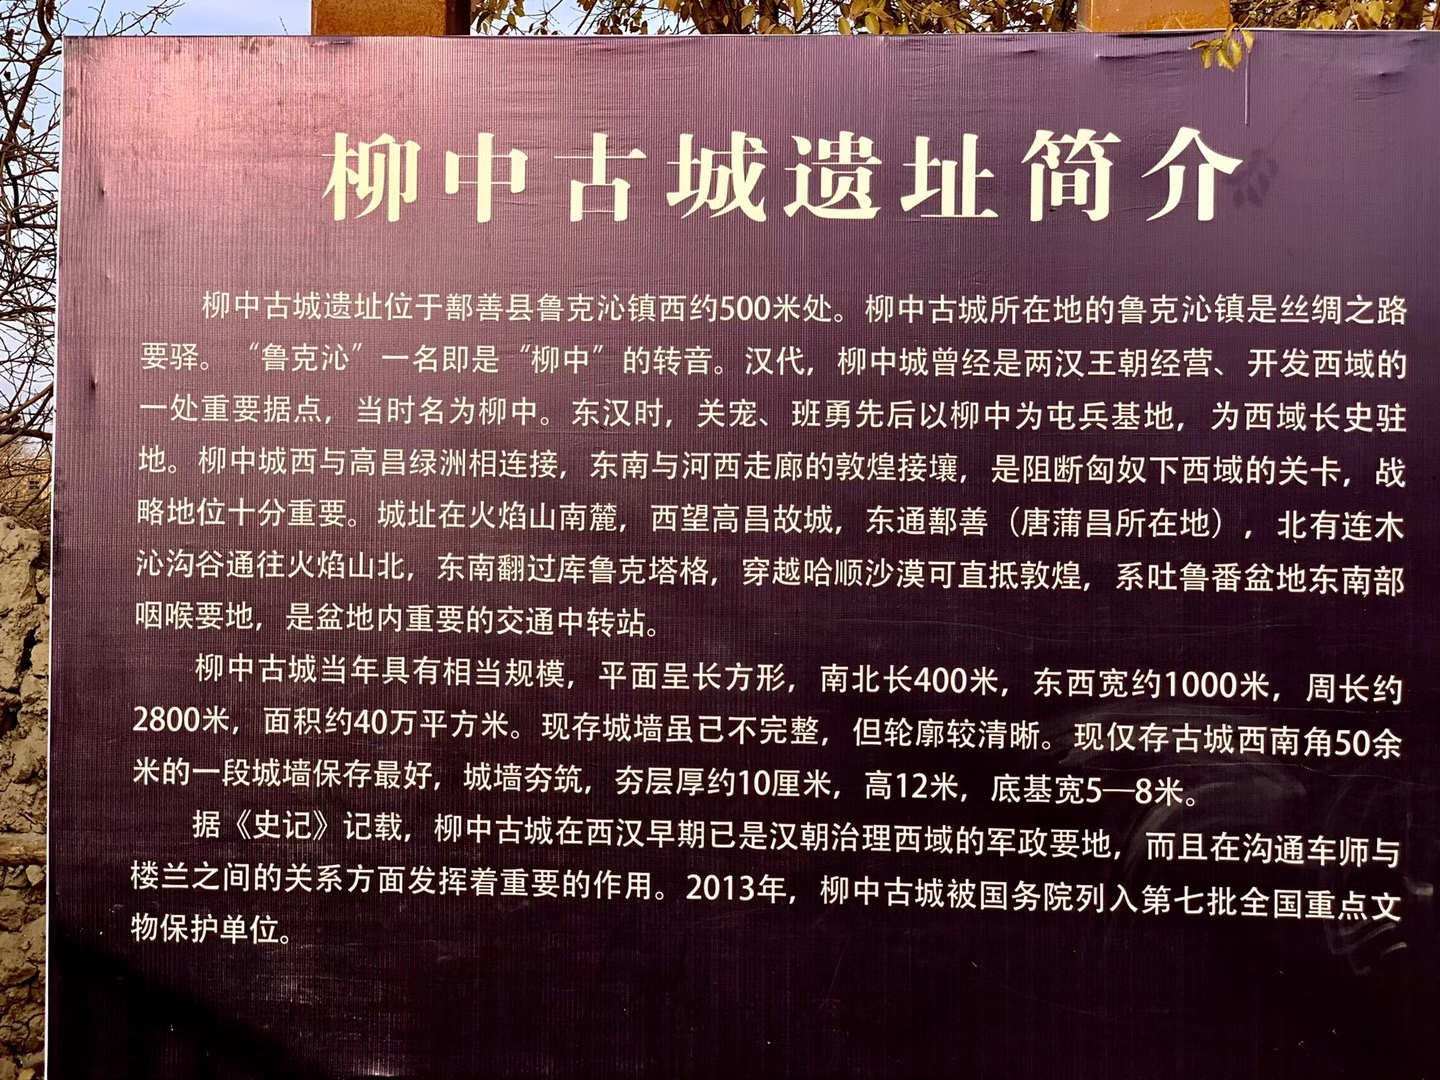 柳中古城遗址简介
柳中古城遗址位于鄯善县鲁克沁镇西约500米处。柳中古城所在地的鲁克沁镇是丝绸之路
要驿。“鲁克沁”一名即是“柳中”的转音。汉代，柳中城曾经是两汉王朝经营、开发西域的
一处重要据点，当时名为柳中。东汉时，关宠、班勇先后以柳中为屯兵基地，为西域长史驻
地。柳中城西与高昌绿洲相连接，东南与河西走廊的敦煌接壤，是阻断匈奴下西域的关卡，战
略地位十分重要。城址在火焰山南麓，西望高昌故城，东通鄯善（唐蒲昌所在地），北有连木
沁沟谷通往火焰山北，东南翻过库鲁克塔格，穿越哈顺沙漠可直抵敦煌，系吐鲁番盆地东南部
咽喉要地，是盆地内重要的交通中转站。
柳中古城当年具有相当规模，平面呈长方形，南北长400米，东西宽约1000米，周长约
2800米，面积约40万平方米。现存城墙虽已不完整，但轮廓较清晰。现仅存古城西南角50余
米的一段城墙保存最好，城墙夯筑，夯层厚约10厘米，高12米，底基宽5—8米。
据《史记》记载，柳中古城在西汉早期已是汉朝治理西域的军政要地，而且在沟通车师与
楼兰之间的关系方面发挥着重要的作用。2013年，柳中古城被国务院列入第七批全国重点文
物保护单位。